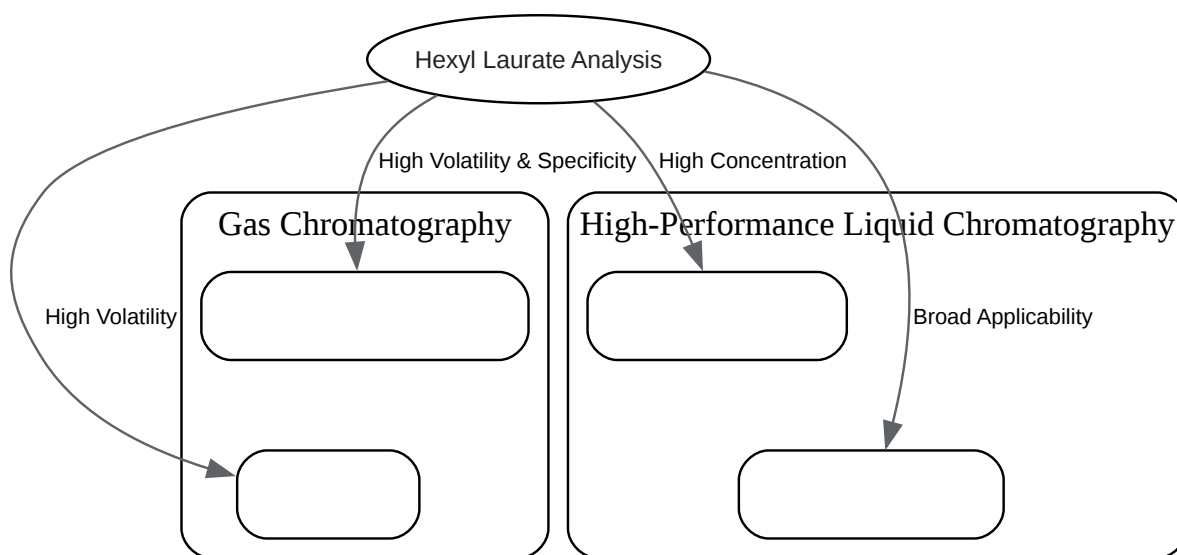 Hexyl Laurate Analysis
High Volatility & Specificity
High Concentration
Gas Chromatography
High-Performance Liquid Chromatography
High Volatility
Broad Applicability